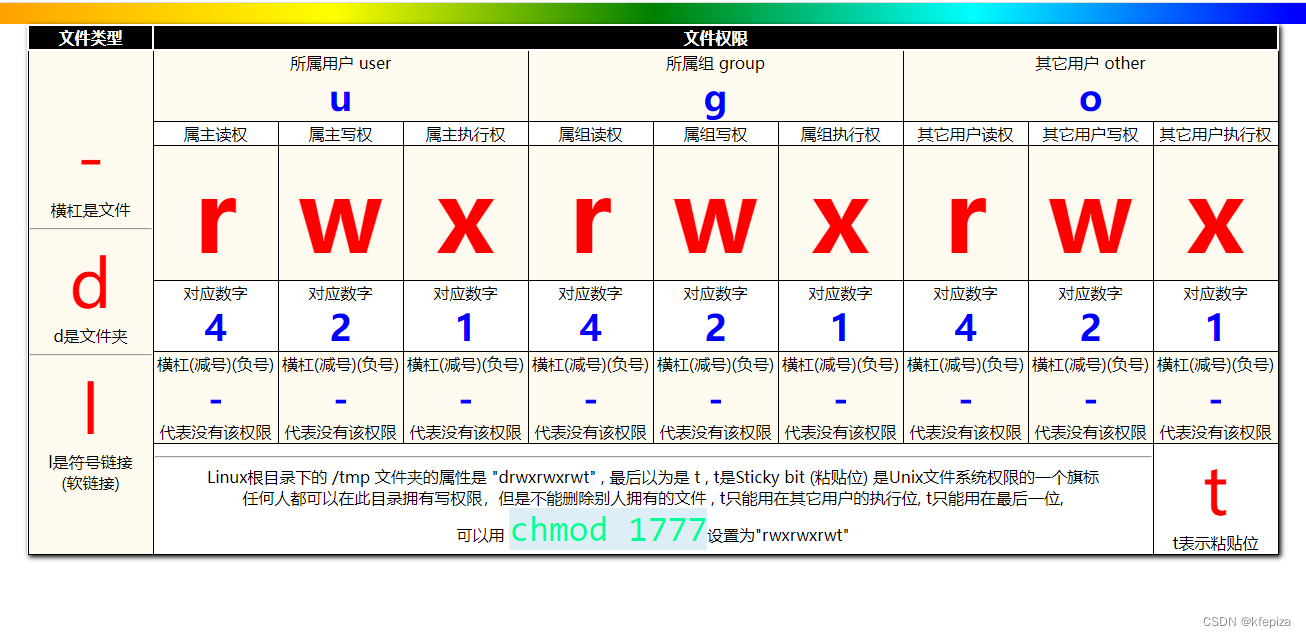 文件类型 文件权限
所属用户 user 所属组 group 其它用户 other
u g o
属主读权 属主写权 属主执行权 属组读权 属组写权 属组执行权 其它用户读权 其它用户写权 其它用户执行权
-
横杠是文件
r w x r w x r w x
d
d是文件夹
对应数字 对应数字 对应数字 对应数字 对应数字 对应数字 对应数字 对应数字 对应数字
4 2 1 4 2 1 4 2 1
横杠(减号)(负号) 横杠(减号)(负号) 横杠(减号)(负号) 横杠(减号)(负号) 横杠(减号)(负号) 横杠(减号)(负号) 横杠(减号)(负号) 横杠(减号)(负号) 横杠(减号)(负号)
- - - - - - - - -
代表没有该权限 代表没有该权限 代表没有该权限 代表没有该权限 代表没有该权限 代表没有该权限 代表没有该权限 代表没有该权限 代表没有该权限
l
l是符号链接
(软链接)
Linux根目录下的 /tmp 文件夹的属性是 "drwxrwxrwt" , 最后以为是 t , t是Sticky bit (粘贴位) 是Unix文件系统权限的一个旗标
任何人都可以在此目录拥有写权限，但是不能删除别人拥有的文件 , t只能用在其它用户的执行位, t只能用在最后一位,
可以用 chmod 1777设置为"rwxrwxrwt"
t
t表示粘贴位
CSDN @kfepiza